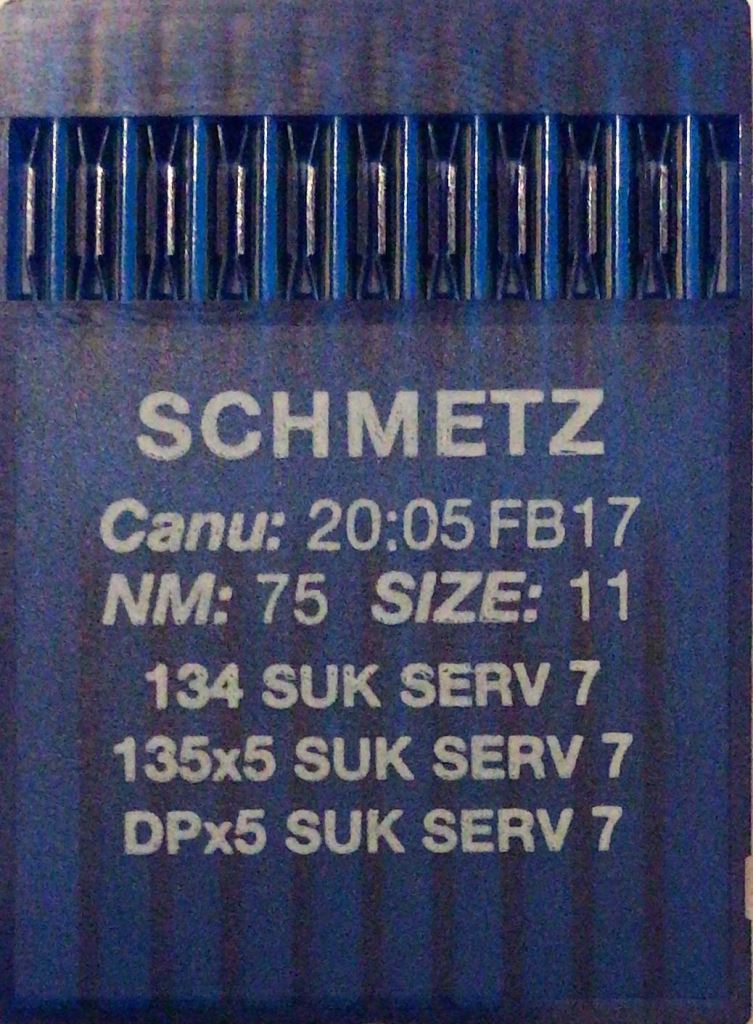 SCHMETZ
Canu: 20:05 FB17
NM: 75 SIZE: 11
134 SUK SERV 7
135x5 SUK SERV 7
DPx5 SUK SERV 7